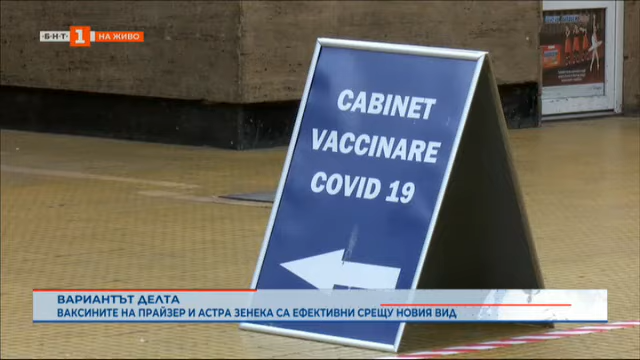 БНТ 1 НА ЖИВО
CABINET
VACCINARE
COVID 19
ВАРИАНТЪТ ДЕЛТА
ВАКСИНИТЕ НА ПРАЙЗЕР И АСТРА ЗЕНЕКА СА ЕФЕКТИВНИ СРЕЩУ НОВИЯ ВИД